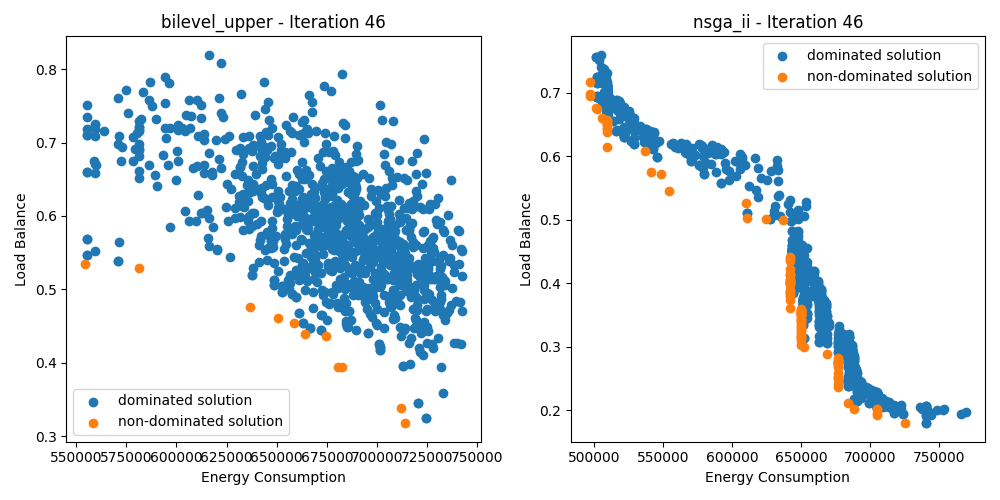 bilevel_upper - Iteration 46
0.8
0.7
0.6
0.5
0.4
0.3
Load Balance
dominated solution
non-dominated solution
550000 575000 600000 625000 650000 675000 700000 725000 750000
Energy Consumption
nsga_ii - Iteration 46
dominated solution
non-dominated solution
0.7
0.6
0.5
0.4
0.3
0.2
Load Balance
500000 550000 600000 650000 700000 750000
Energy Consumption